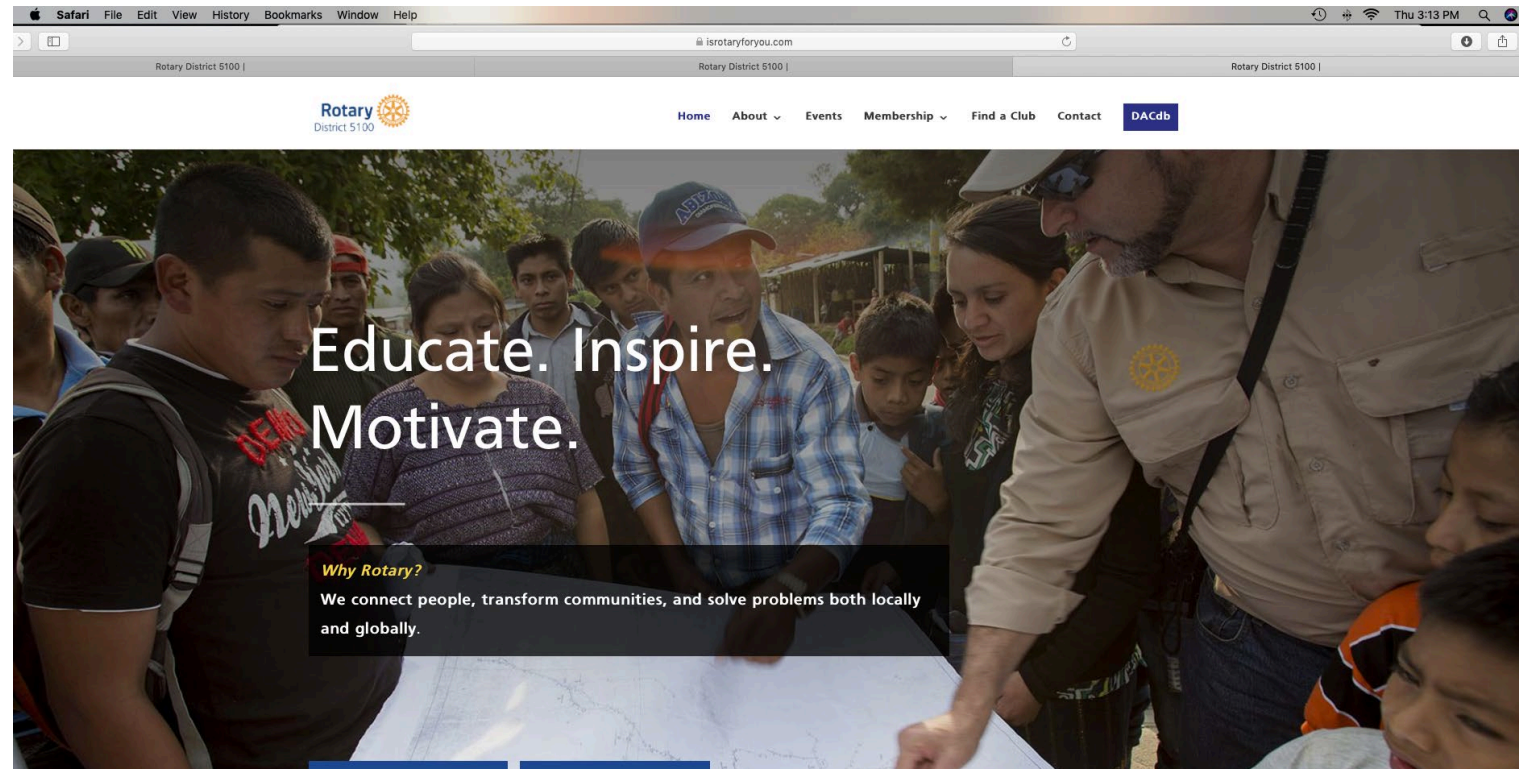 Safari File Edit View History Bookmarks Window Help
Thu 3:13 PM
isrotaryforyou.com
Rotary District 5100 |
Rotary District 5100 |
Rotary District 5100 |
Rotary
District 5100
Home About Events Membership Find a Club Contact DACdb
ARIZONA
Educate. Inspire.
Motivate.
Why Rotary?
We connect people, transform communities, and solve problems both locally
and globally.